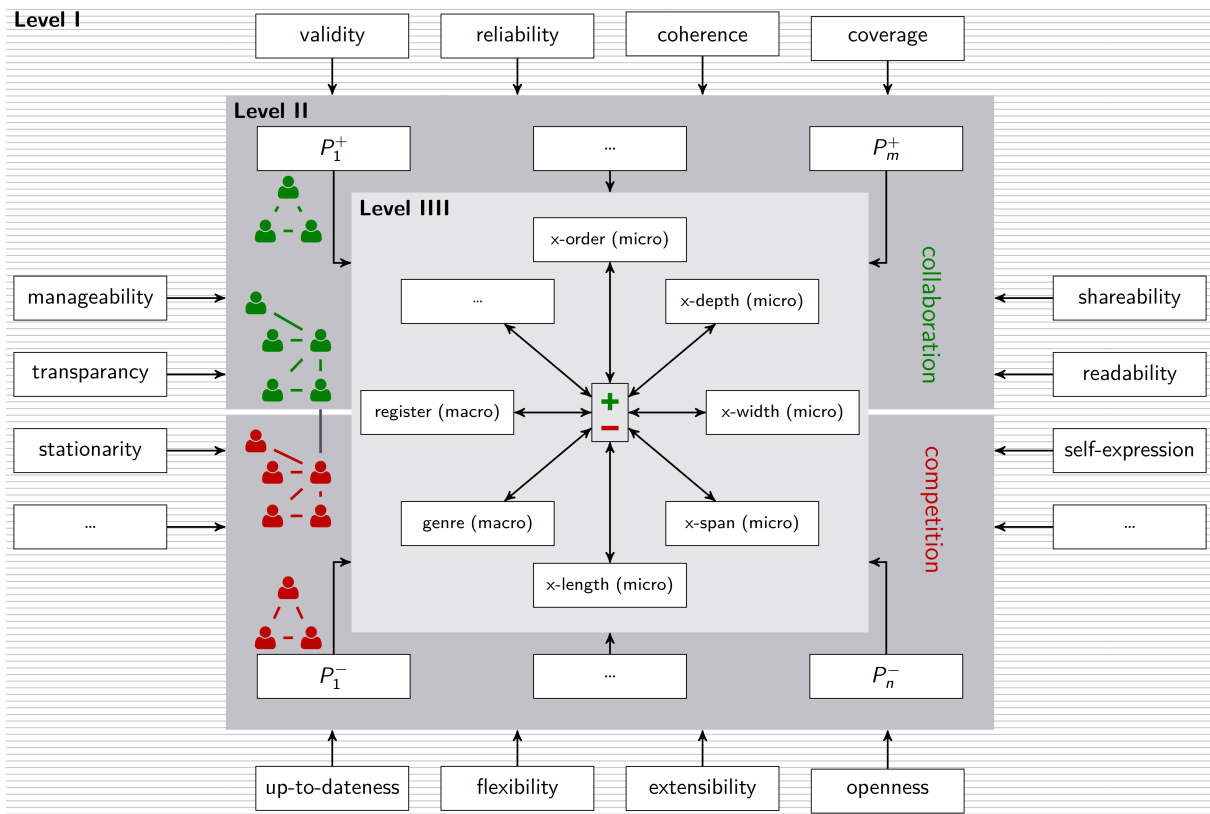 Level I
validity
reliability
coherence
coverage
Level II
P₁⁺
...
Pₘ⁺
Level IIII
x-order (micro)
...
x-depth (micro)
manageability
shareability
collaboration
transparancy
readability
register (macro)
+
−
x-width (micro)
stationarity
self-expression
competition
...
genre (macro)
x-span (micro)
...
x-length (micro)
P₁⁻
...
Pₙ⁻
up-to-dateness
flexibility
extensibility
openness